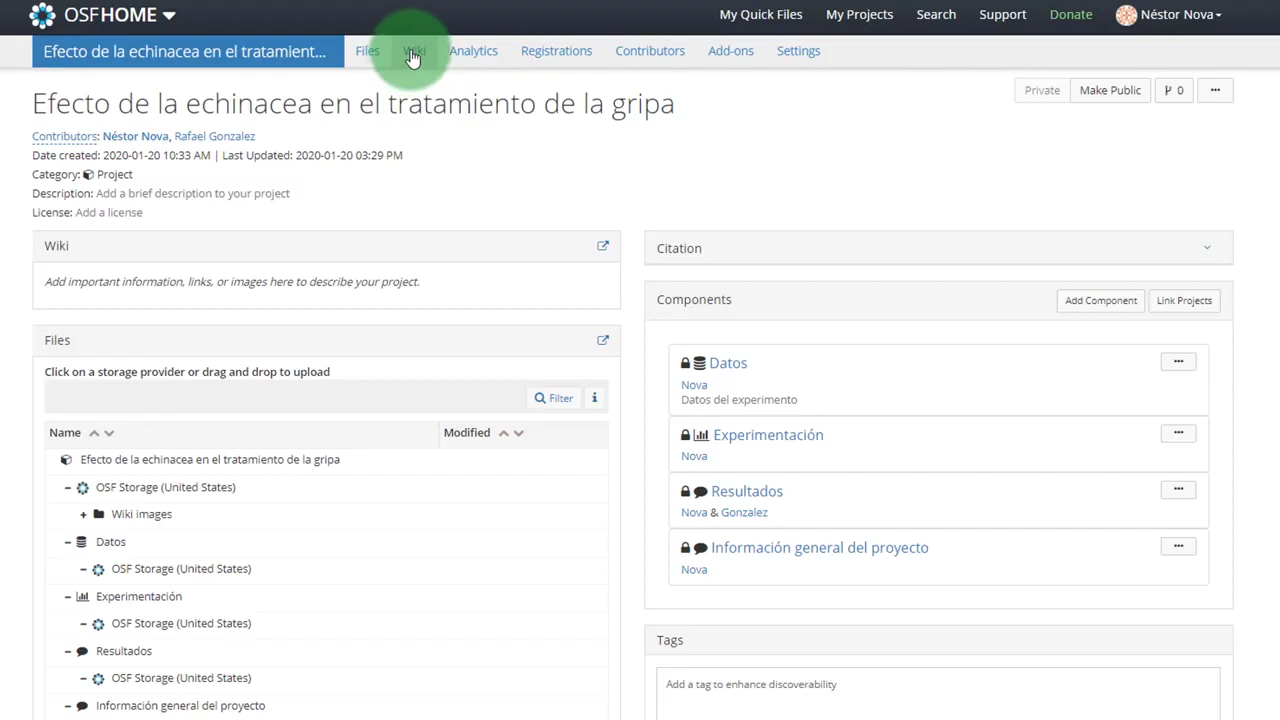 OSFHOME
My Quick Files My Projects Search Support Donate Néstor Nova
Efecto de la echinacea en el tratamient... Files Wiki Analytics Registrations Contributors Add-ons Settings
Efecto de la echinacea en el tratamiento de la gripa
Private Make Public 0 ...
Contributors: Néstor Nova, Rafael Gonzalez
Date created: 2020-01-20 10:33 AM | Last Updated: 2020-01-20 03:29 PM
Category: Project
Description: Add a brief description to your project
License: Add a license
Wiki
Add important information, links, or images here to describe your project.
Files
Click on a storage provider or drag and drop to upload
Filter i
Name Modified
Efecto de la echinacea en el tratamiento de la gripa
OSF Storage (United States)
Wiki images
Datos
OSF Storage (United States)
Experimentación
OSF Storage (United States)
Resultados
OSF Storage (United States)
Información general del proyecto
Citation
Components Add Component Link Projects
Datos ...
Nova
Datos del experimento
Experimentación ...
Nova
Resultados ...
Nova & Gonzalez
Información general del proyecto ...
Nova
Tags
Add a tag to enhance discoverability